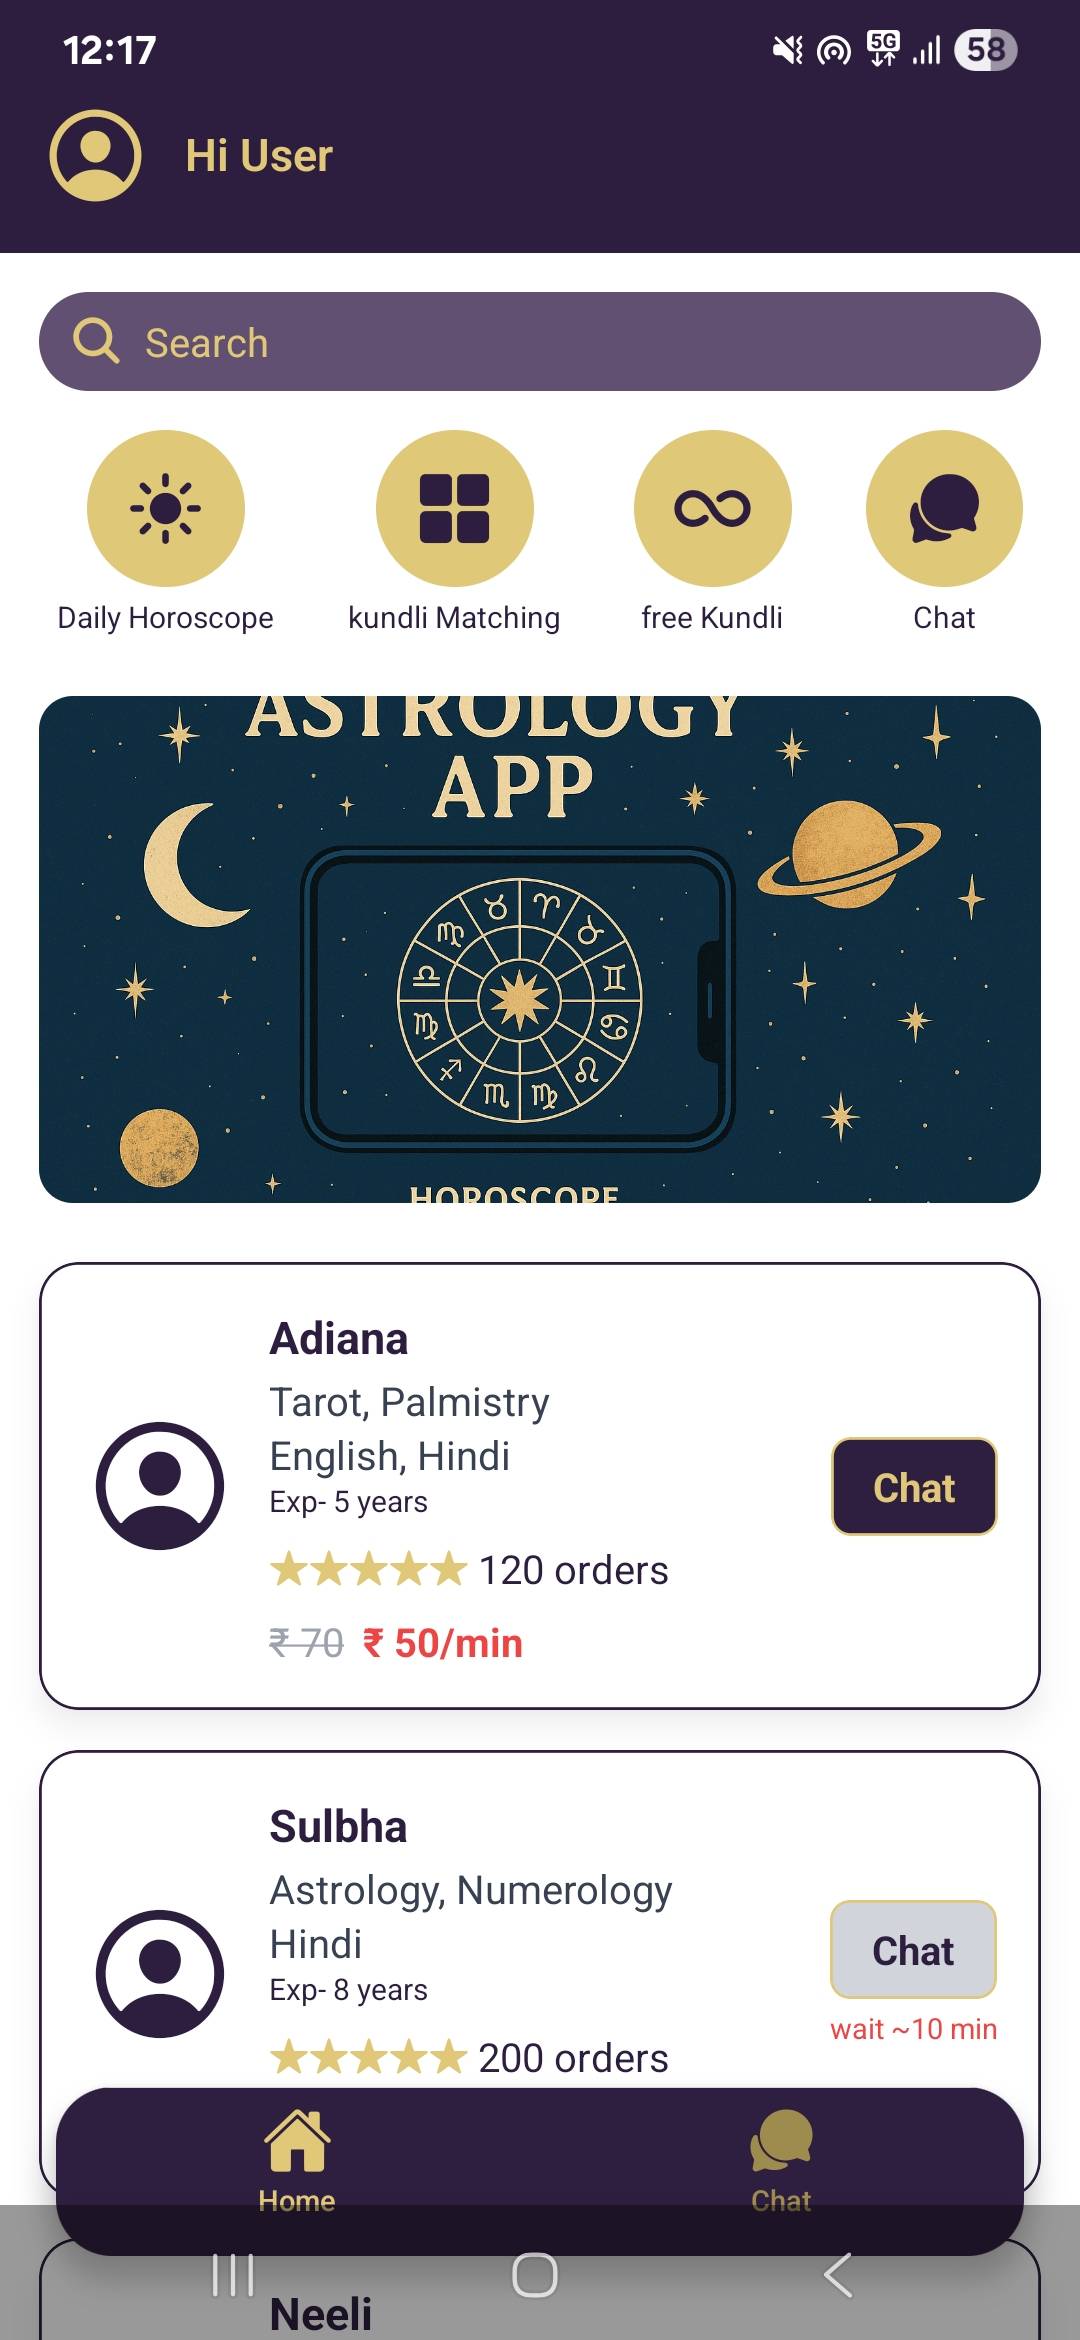 12:17
5G
58
Hi User
Search
Daily Horoscope
kundli Matching
free Kundli
Chat
ASTROLOGY
APP
HOROSCOPE
Adiana
Tarot, Palmistry
English, Hindi
Exp- 5 years
120 orders
₹ 70 ₹ 50/min
Chat
Sulbha
Astrology, Numerology
Hindi
Exp- 8 years
200 orders
Chat
wait ~10 min
Home
Chat
Neeli